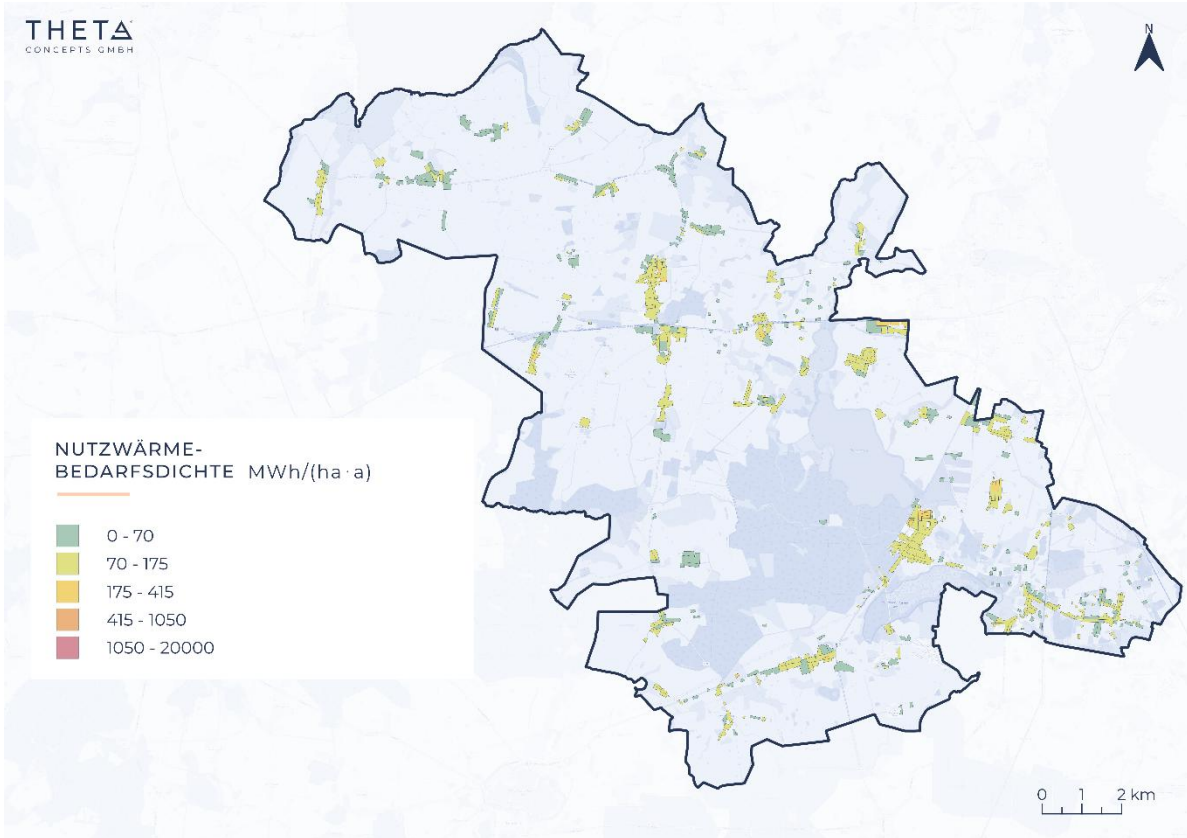 THETA
CONCEPTS GMBH
N
NUTZWÄRME-
BEDARFSDICHTE MWh/(ha·a)
0 - 70
70 - 175
175 - 415
415 - 1050
1050 - 20000
0 1 2 km